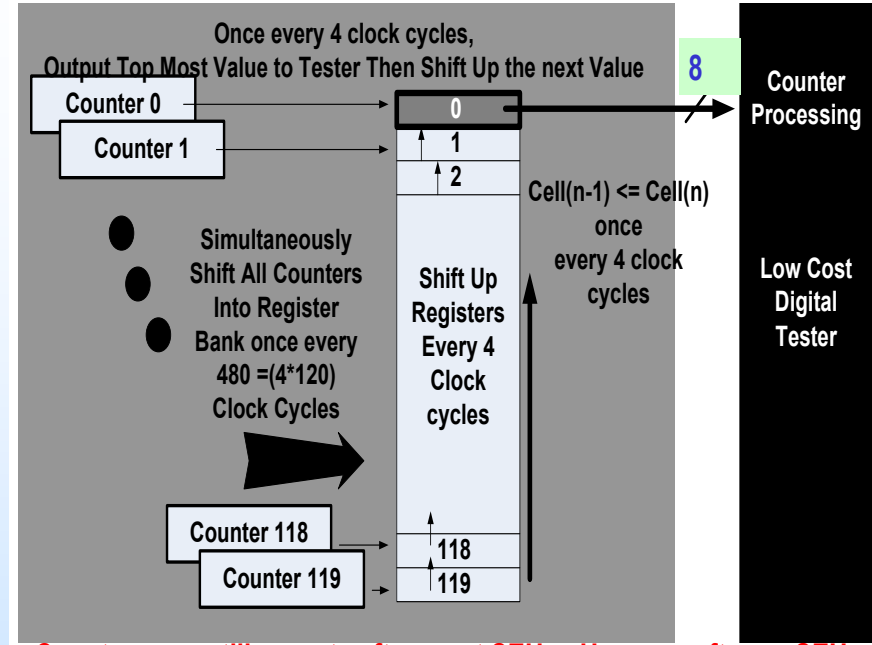 Once every 4 clock cycles,
Output Top Most Value to Tester Then Shift Up the next Value
8
Counter 0
Counter 1
0
1
2
Counter
Processing
Cell(n-1) <= Cell(n)
once
every 4 clock
cycles
Simultaneously
Shift All Counters
Into Register
Bank once every
480 =(4*120)
Clock Cycles
Shift Up
Registers
Every 4
Clock
cycles
Low Cost
Digital
Tester
Counter 118
Counter 119
118
119